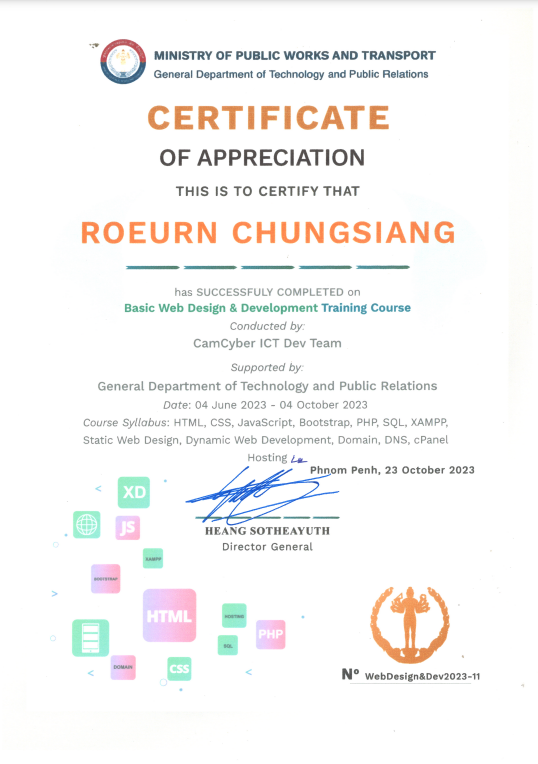 MINISTRY OF PUBLIC WORKS AND TRANSPORT
General Department of Technology and Public Relations
CERTIFICATE
OF APPRECIATION
THIS IS TO CERTIFY THAT
ROEURN CHUNGSIANG
has SUCCESSFULY COMPLETED on
Basic Web Design & Development Training Course
Conducted by:
CamCyber ICT Dev Team
Supported by:
General Department of Technology and Public Relations
Date: 04 June 2023 - 04 October 2023
Course Syllabus: HTML, CSS, JavaScript, Bootstrap, PHP, SQL, XAMPP,
Static Web Design, Dynamic Web Development, Domain, DNS, cPanel
Hosting
Phnom Penh, 23 October 2023
HEANG SOTHEAYUTH
Director General
XD
JS
XAMPP
BOOTSTRAP
HTML
HOSTING
PHP
SQL
DOMAIN
CSS
Nº WebDesign&Dev2023-11